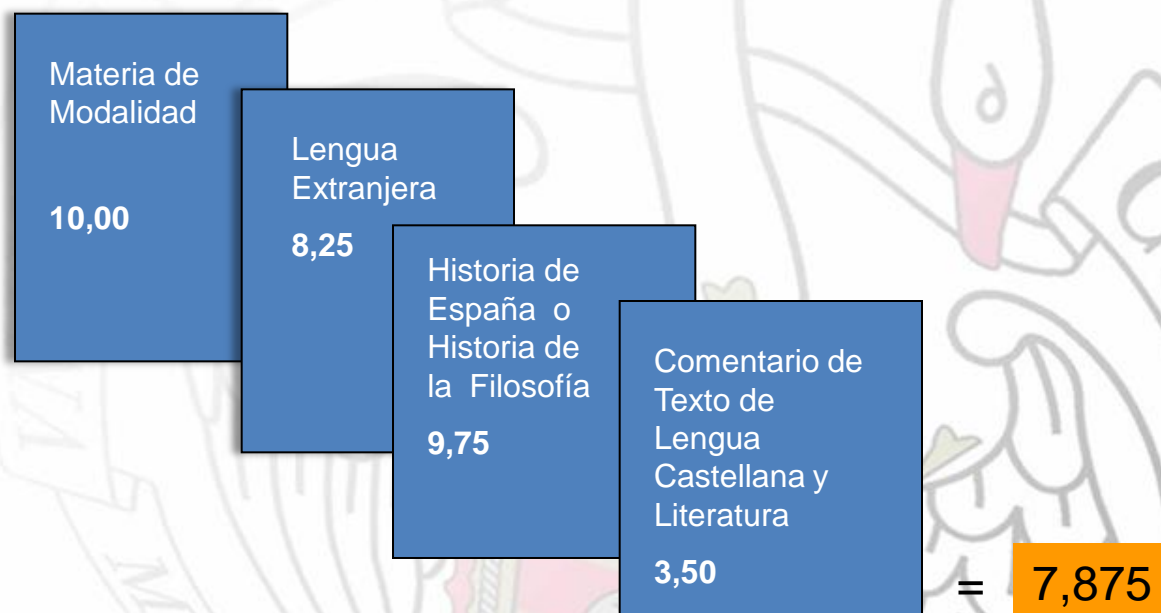 Materia de
Modalidad
10,00
Lengua
Extranjera
8,25
Historia de
España o
Historia de
la Filosofía
9,75
Comentario de
Texto de
Lengua
Castellana y
Literatura
3,50
= 7,875